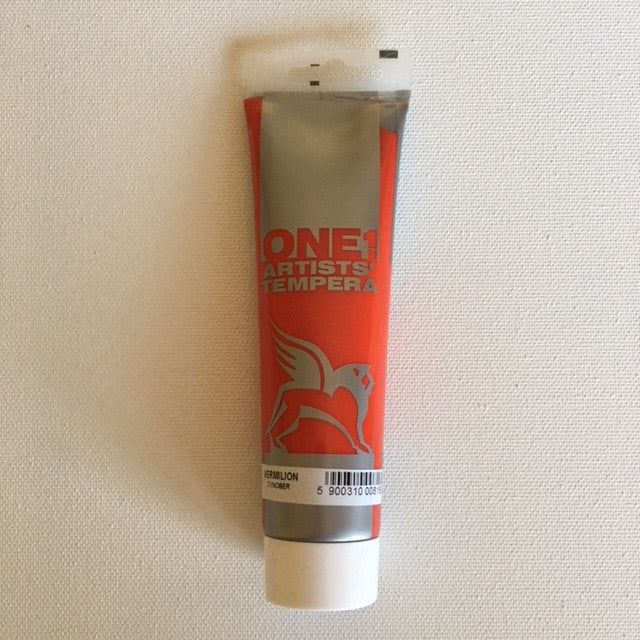 ONE1
ARTISTS'
TEMPERA
VERMILION
CYNOBER
5 900310 008